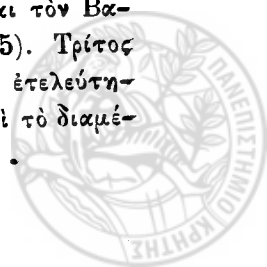 αι τὸν Βα-
5). Τρίτος
ἐτελεύτη-
ὶ τὸ διαμέ-
ΠΑΝΕΠΙΣΤΗΜΙΟ ΚΡΗΤΗΣ